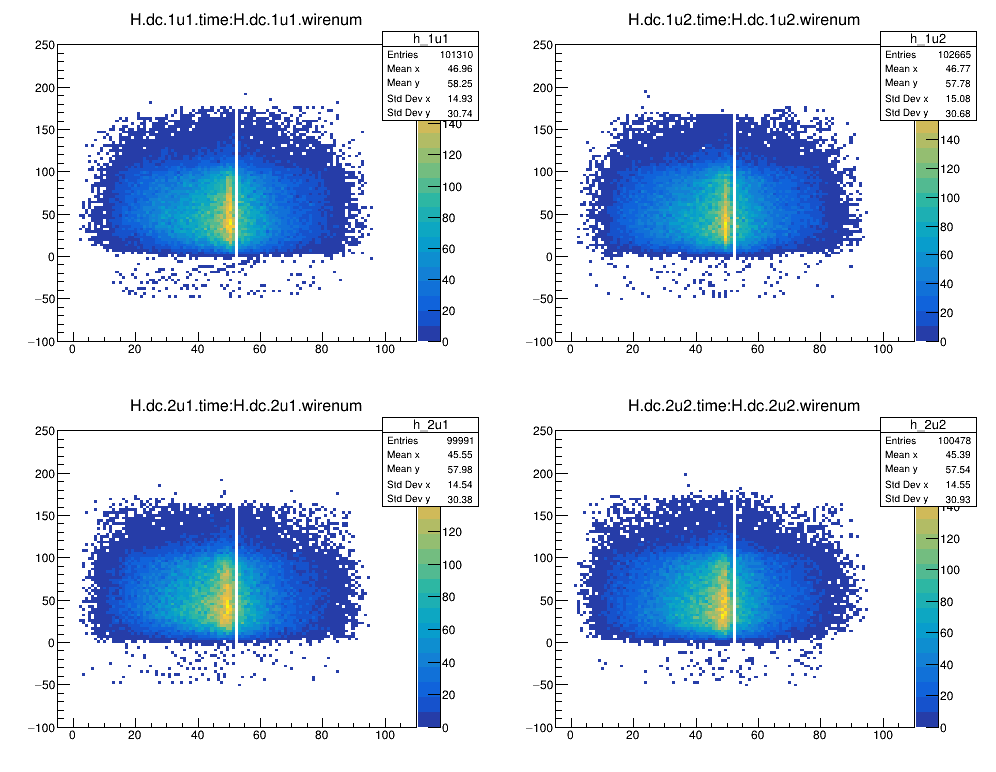 H.dc.1u1.time:H.dc.1u1.wirenum
h_1u1
Entries 101310
Mean x 46.96
Mean y 58.25
Std Dev x 14.93
Std Dev y 30.74
250
200
150
100
50
0
−50
−100
0 20 40 60 80 100
140
120
100
80
60
40
20
0
H.dc.1u2.time:H.dc.1u2.wirenum
h_1u2
Entries 102665
Mean x 46.77
Mean y 57.78
Std Dev x 15.08
Std Dev y 30.68
250
200
150
100
50
0
−50
−100
0 20 40 60 80 100
140
120
100
80
60
40
20
0
H.dc.2u1.time:H.dc.2u1.wirenum
h_2u1
Entries 99991
Mean x 45.55
Mean y 57.98
Std Dev x 14.54
Std Dev y 30.38
250
200
150
100
50
0
−50
−100
0 20 40 60 80 100
120
100
80
60
40
20
0
H.dc.2u2.time:H.dc.2u2.wirenum
h_2u2
Entries 100478
Mean x 45.39
Mean y 57.54
Std Dev x 14.55
Std Dev y 30.93
250
200
150
100
50
0
−50
−100
0 20 40 60 80 100
140
120
100
80
60
40
20
0